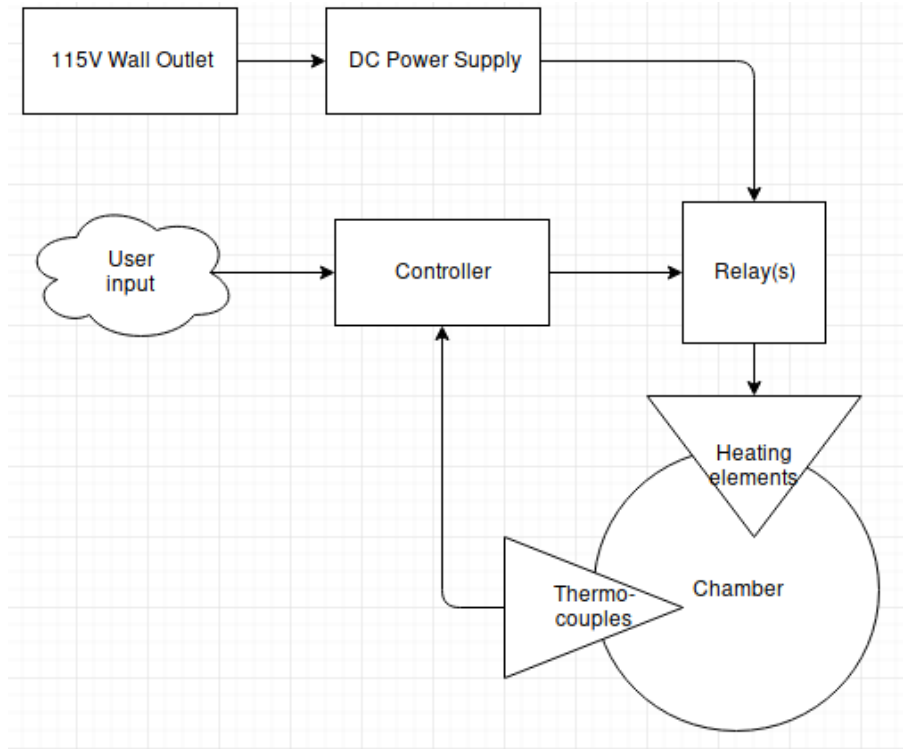 115V Wall Outlet
DC Power Supply
User
input
Controller
Relay(s)
Heating
elements
Thermo-
couples
Chamber